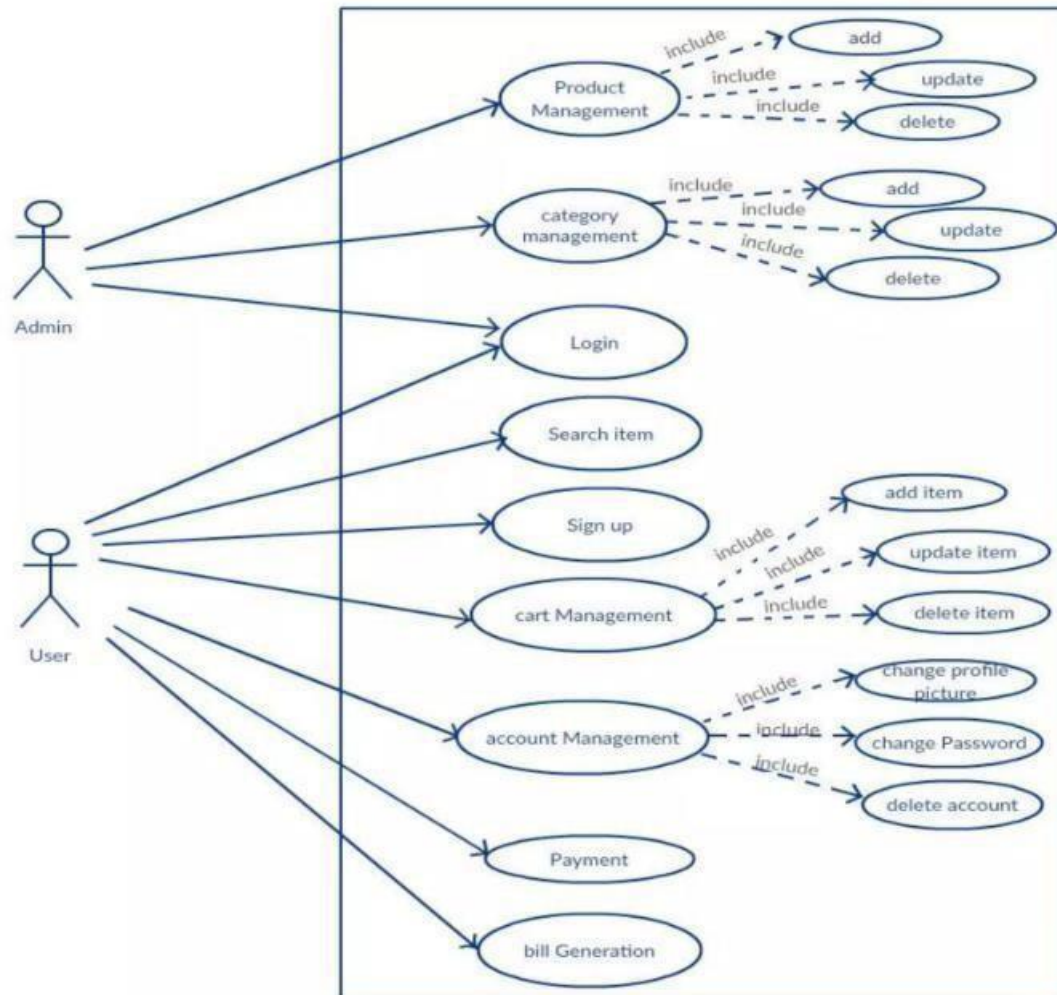 include
add
Product
Management
include
update
include
delete
include
add
category
management
include
update
include
delete
Admin
Login
Search item
add item
Sign up
include
update item
include
cart Management
include
delete item
User
change profile
picture
include
account Management
include
change Password
include
delete account
Payment
bill Generation